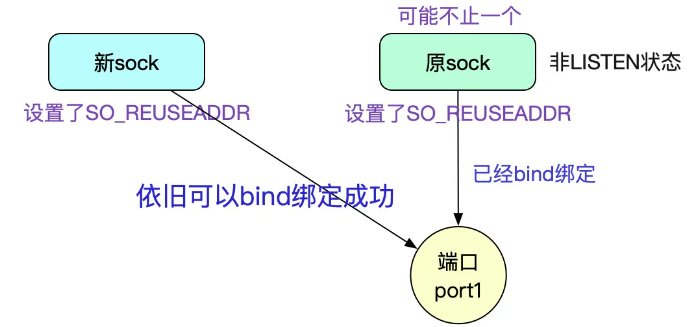 可能不止一个
新sock
原sock
非LISTEN状态
设置了SO_REUSEADDR
设置了SO_REUSEADDR
已经bind绑定
依旧可以bind绑定成功
端口
port1